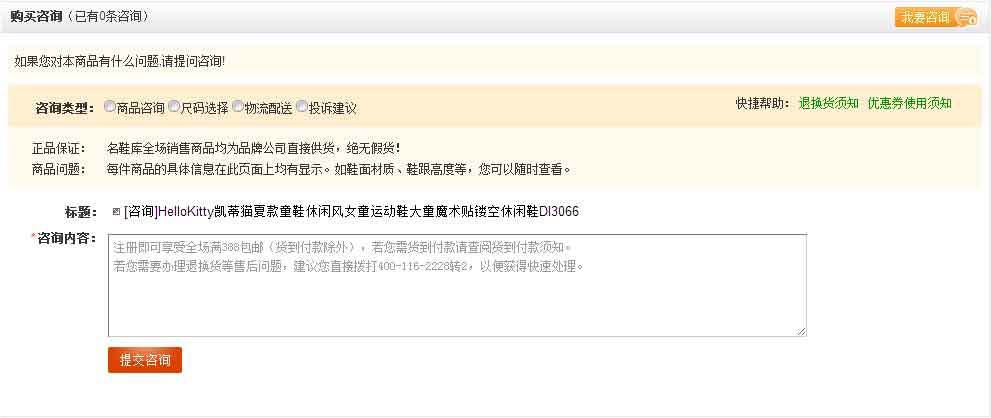 购买咨询（已有0条咨询） 我要咨询
如果您对本商品有什么问题,请提问咨询!
咨询类型： 商品咨询 尺码选择 物流配送 投诉建议 快捷帮助： 退换货须知 优惠券使用须知
正品保证： 名鞋库全场销售商品均为品牌公司直接供货，绝无假货！
商品问题： 每件商品的具体信息在此页面上均有显示。如鞋面材质、鞋跟高度等，您可以随时查看。
标题： [咨询]HelloKitty凯蒂猫夏款童鞋休闲风女童运动鞋大童魔术贴镂空休闲鞋DI3066
*咨询内容： 注册即可享受全场满388包邮（货到付款除外），若您需货到付款请查阅货到付款须知。
若您需要办理退换货等售后问题，建议您直接拨打400-116-2228转2，以便获得快速处理。
提交咨询